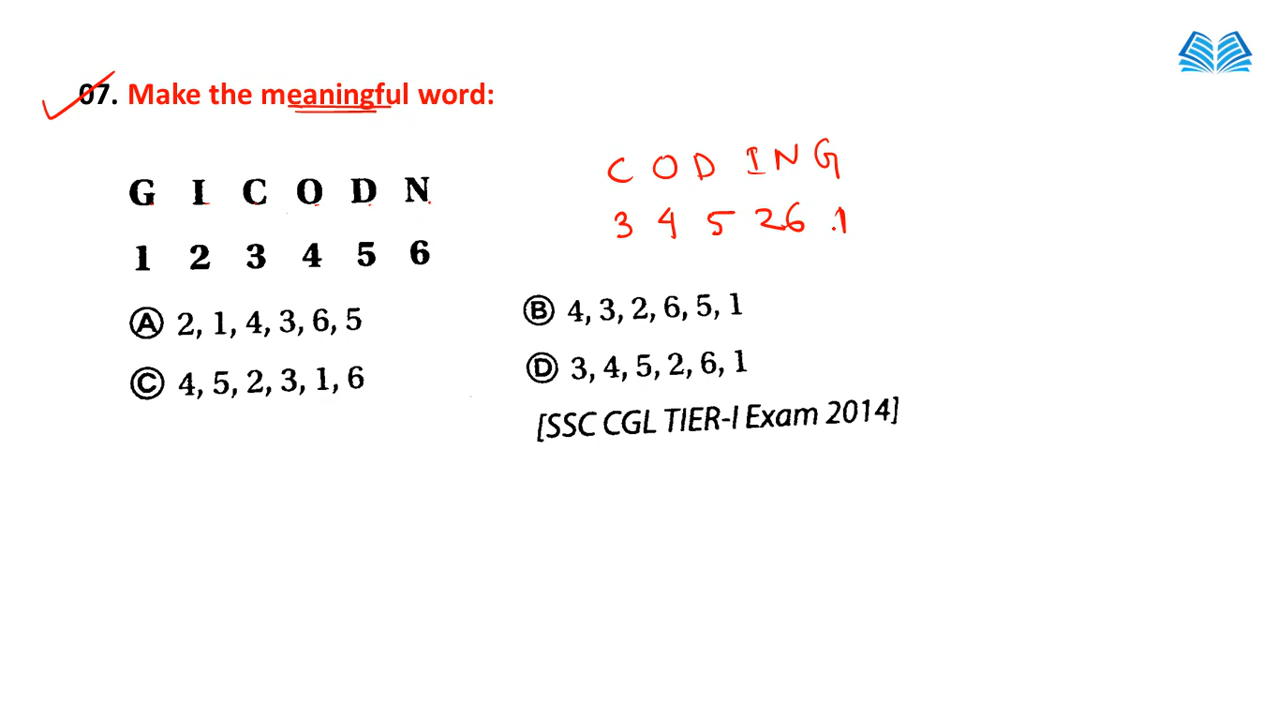 07. Make the meaningful word:
C O D I N G
G I C O D N
3 4 5 2 6 1
1 2 3 4 5 6
A 2, 1, 4, 3, 6, 5
B 4, 3, 2, 6, 5, 1
C 4, 5, 2, 3, 1, 6
D 3, 4, 5, 2, 6, 1
[SSC CGL TIER-I Exam 2014]